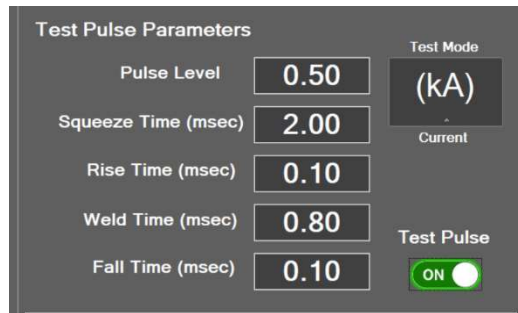 Test Pulse Parameters
Test Mode
Pulse Level 0.50
(kA)
Squeeze Time (msec) 2.00
Current
Rise Time (msec) 0.10
Weld Time (msec) 0.80
Test Pulse
Fall Time (msec) 0.10
ON